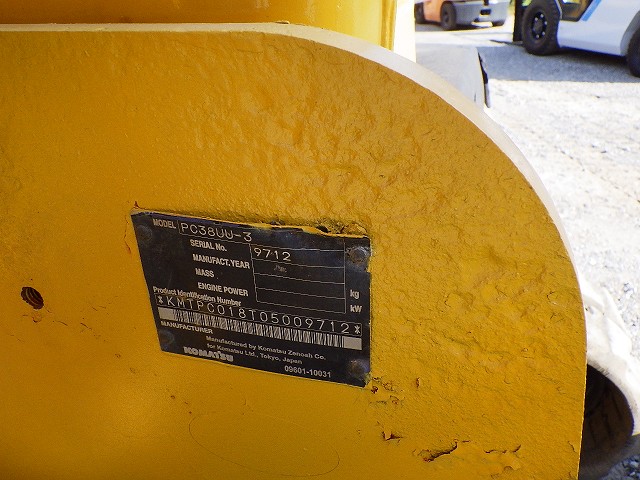 MODEL PC38UU-3
SERIAL No. 9712
MANUFACT.YEAR
MASS kg
ENGINE POWER kW
Product Identification Number
*KMTPC018T05009712*
MANUFACTURER
Manufactured by Komatsu Zenoah Co.
for Komatsu Ltd., Tokyo, Japan
KOMATSU
09601-10031